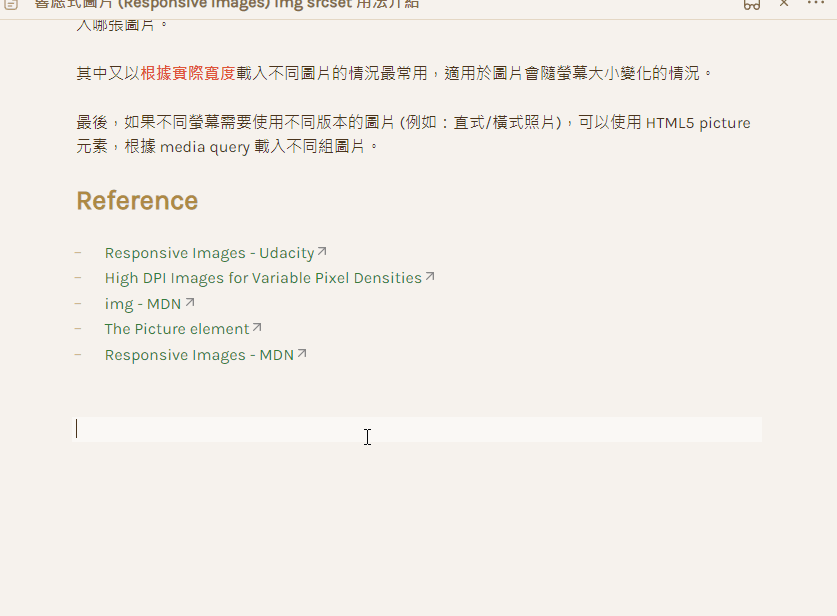 響應式圖片 (Responsive Images) img srcset 用法介紹
入哪張圖片。
其中又以根據實際寬度載入不同圖片的情況最常用，適用於圖片會隨螢幕大小變化的情況。
最後，如果不同螢幕需要使用不同版本的圖片 (例如：直式/橫式照片)，可以使用 HTML5 picture
元素，根據 media query 載入不同組圖片。
Reference
– Responsive Images - Udacity
– High DPI Images for Variable Pixel Densities
– img - MDN
– The Picture element
– Responsive Images - MDN